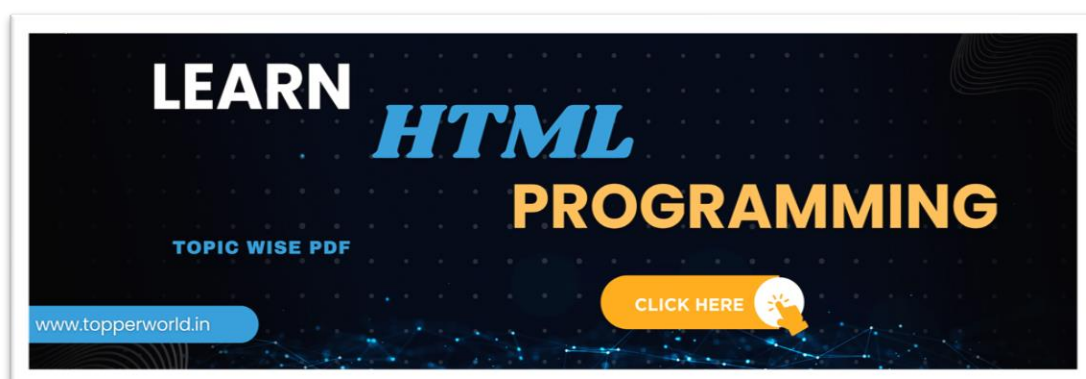 LEARN
HTML
PROGRAMMING
TOPIC WISE PDF
CLICK HERE
www.topperworld.in